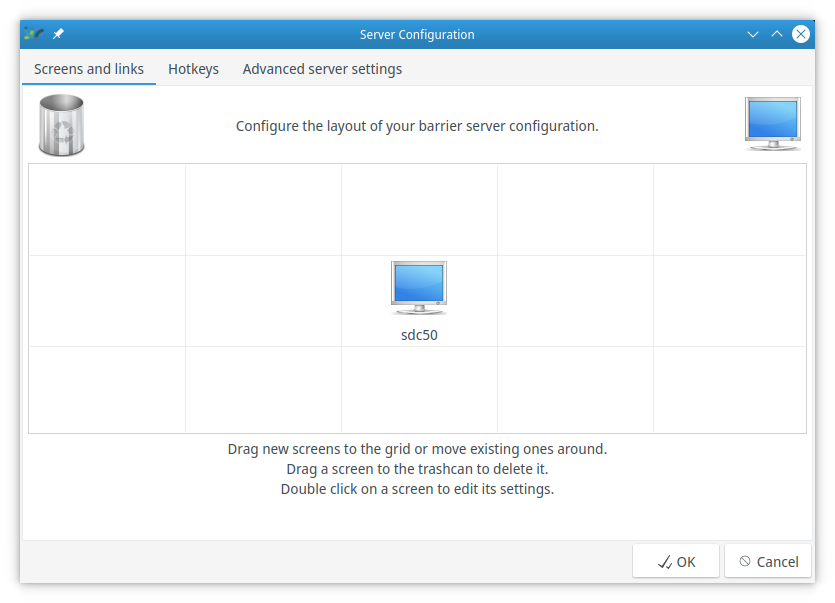 Server Configuration
Screens and links Hotkeys Advanced server settings
Configure the layout of your barrier server configuration.
sdc50
Drag new screens to the grid or move existing ones around.
Drag a screen to the trashcan to delete it.
Double click on a screen to edit its settings.
OK Cancel